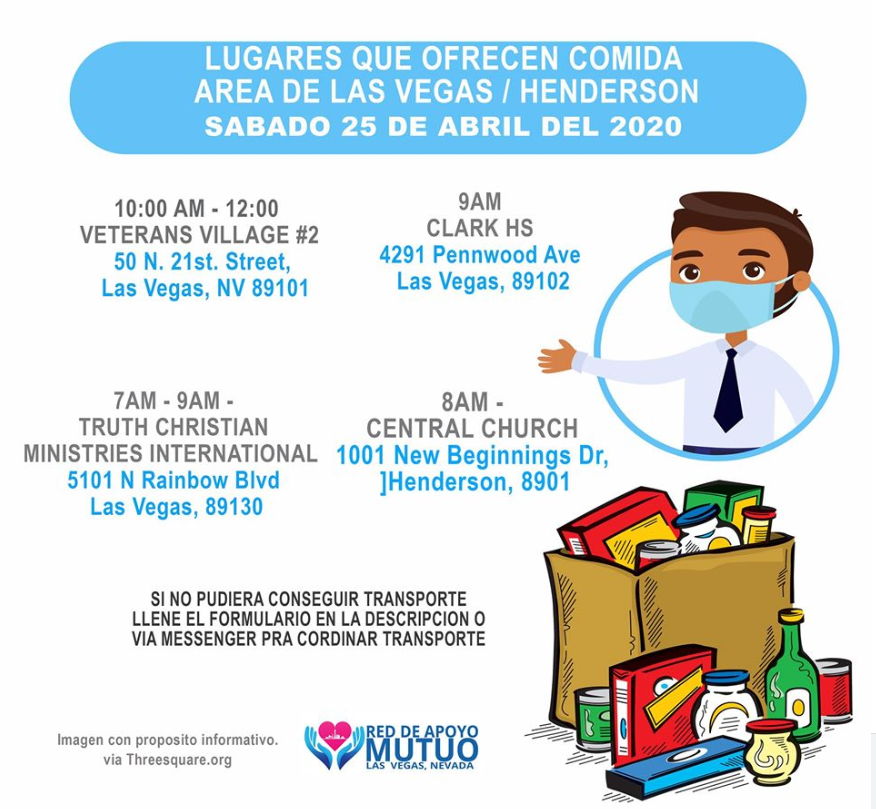 LUGARES QUE OFRECEN COMIDA
AREA DE LAS VEGAS / HENDERSON
SABADO 25 DE ABRIL DEL 2020
10:00 AM - 12:00
VETERANS VILLAGE #2
50 N. 21st. Street,
Las Vegas, NV 89101
9AM
CLARK HS
4291 Pennwood Ave
Las Vegas, 89102
7AM - 9AM -
TRUTH CHRISTIAN
MINISTRIES INTERNATIONAL
5101 N Rainbow Blvd
Las Vegas, 89130
8AM -
CENTRAL CHURCH
1001 New Beginnings Dr,
]Henderson, 8901
SI NO PUDIERA CONSEGUIR TRANSPORTE
LLENE EL FORMULARIO EN LA DESCRIPCION O
VIA MESSENGER PRA CORDINAR TRANSPORTE
Imagen con proposito informativo.
via Threesquare.org
RED DE APOYO
MUTUO
LAS VEGAS, NEVADA